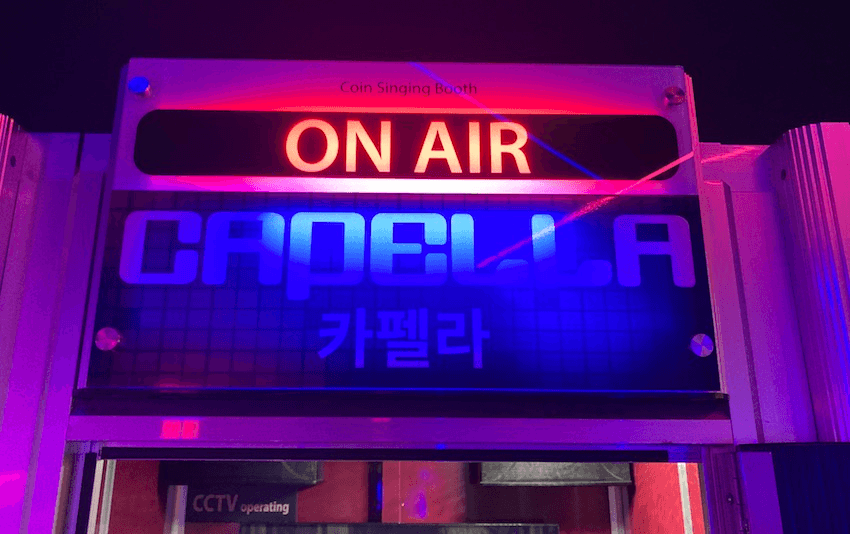 Coin Singing Booth
ON AIR
CAPELLA
카펠라
CCTV operating